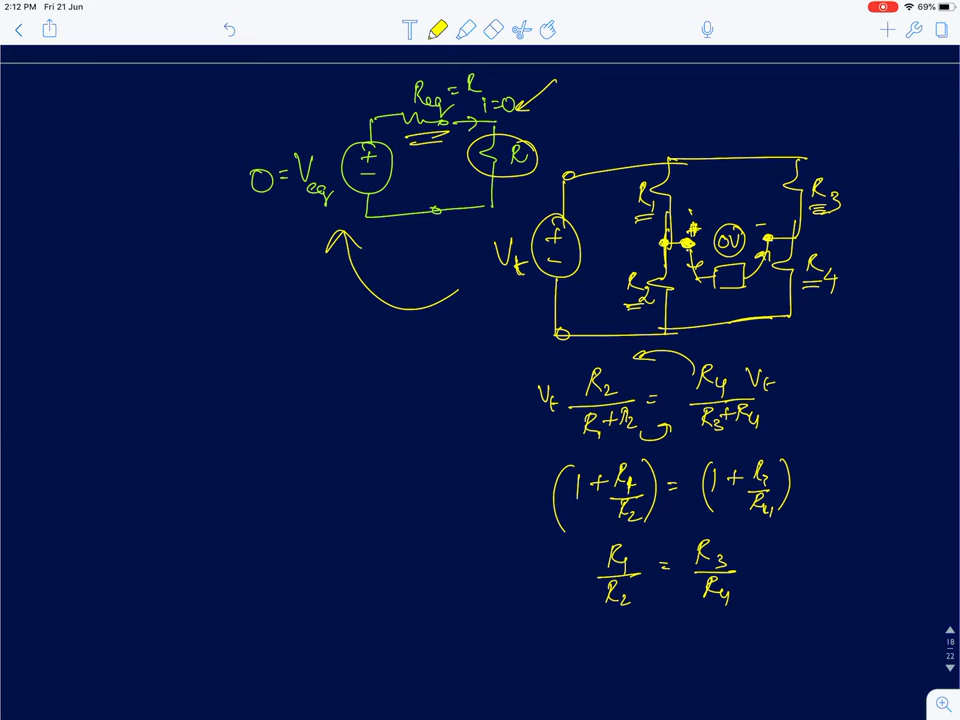 2:12 PM Fri 21 Jun
69%
T
Req = R
i=0
0 = Veq
+
−
R
Vt
+
−
R1
R2
R3
R4
+
0V
−
Vt R2/(R1+R2) = R4/(R3+R4) Vt
(1 + R1/R2) = (1 + R3/R4)
R1/R2 = R3/R4
18
22